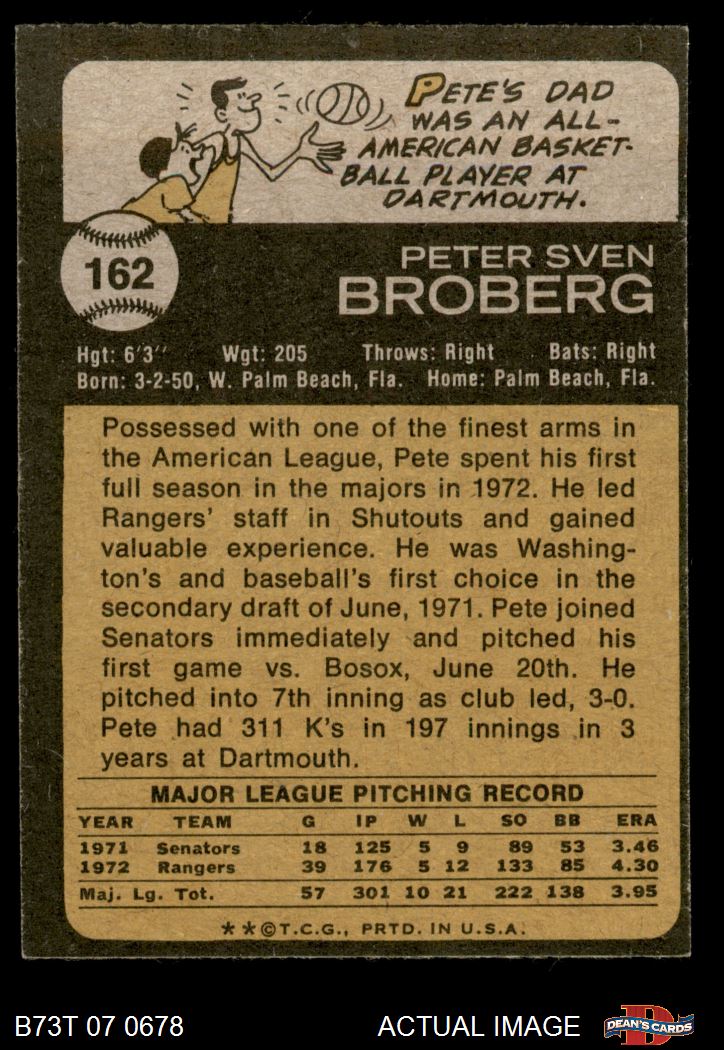 PETE'S DAD
WAS AN ALL-
AMERICAN BASKET-
BALL PLAYER AT
DARTMOUTH.
162
PETER SVEN
BROBERG
Hgt: 6'3'' Wgt: 205 Throws: Right Bats: Right
Born: 3-2-50, W. Palm Beach, Fla. Home: Palm Beach, Fla.
Possessed with one of the finest arms in
the American League, Pete spent his first
full season in the majors in 1972. He led
Rangers' staff in Shutouts and gained
valuable experience. He was Washing-
ton's and baseball's first choice in the
secondary draft of June, 1971. Pete joined
Senators immediately and pitched his
first game vs. Bosox, June 20th. He
pitched into 7th inning as club led, 3-0.
Pete had 311 K's in 197 innings in 3
years at Dartmouth.
MAJOR LEAGUE PITCHING RECORD
YEAR TEAM G IP W L SO BB ERA
1971 Senators 18 125 5 9 89 53 3.46
1972 Rangers 39 176 5 12 133 85 4.30
Maj. Lg. Tot. 57 301 10 21 222 138 3.95
**©T.C.G., PRTD. IN U.S.A.
B73T 07 0678 ACTUAL IMAGE D DEAN'S CARDS